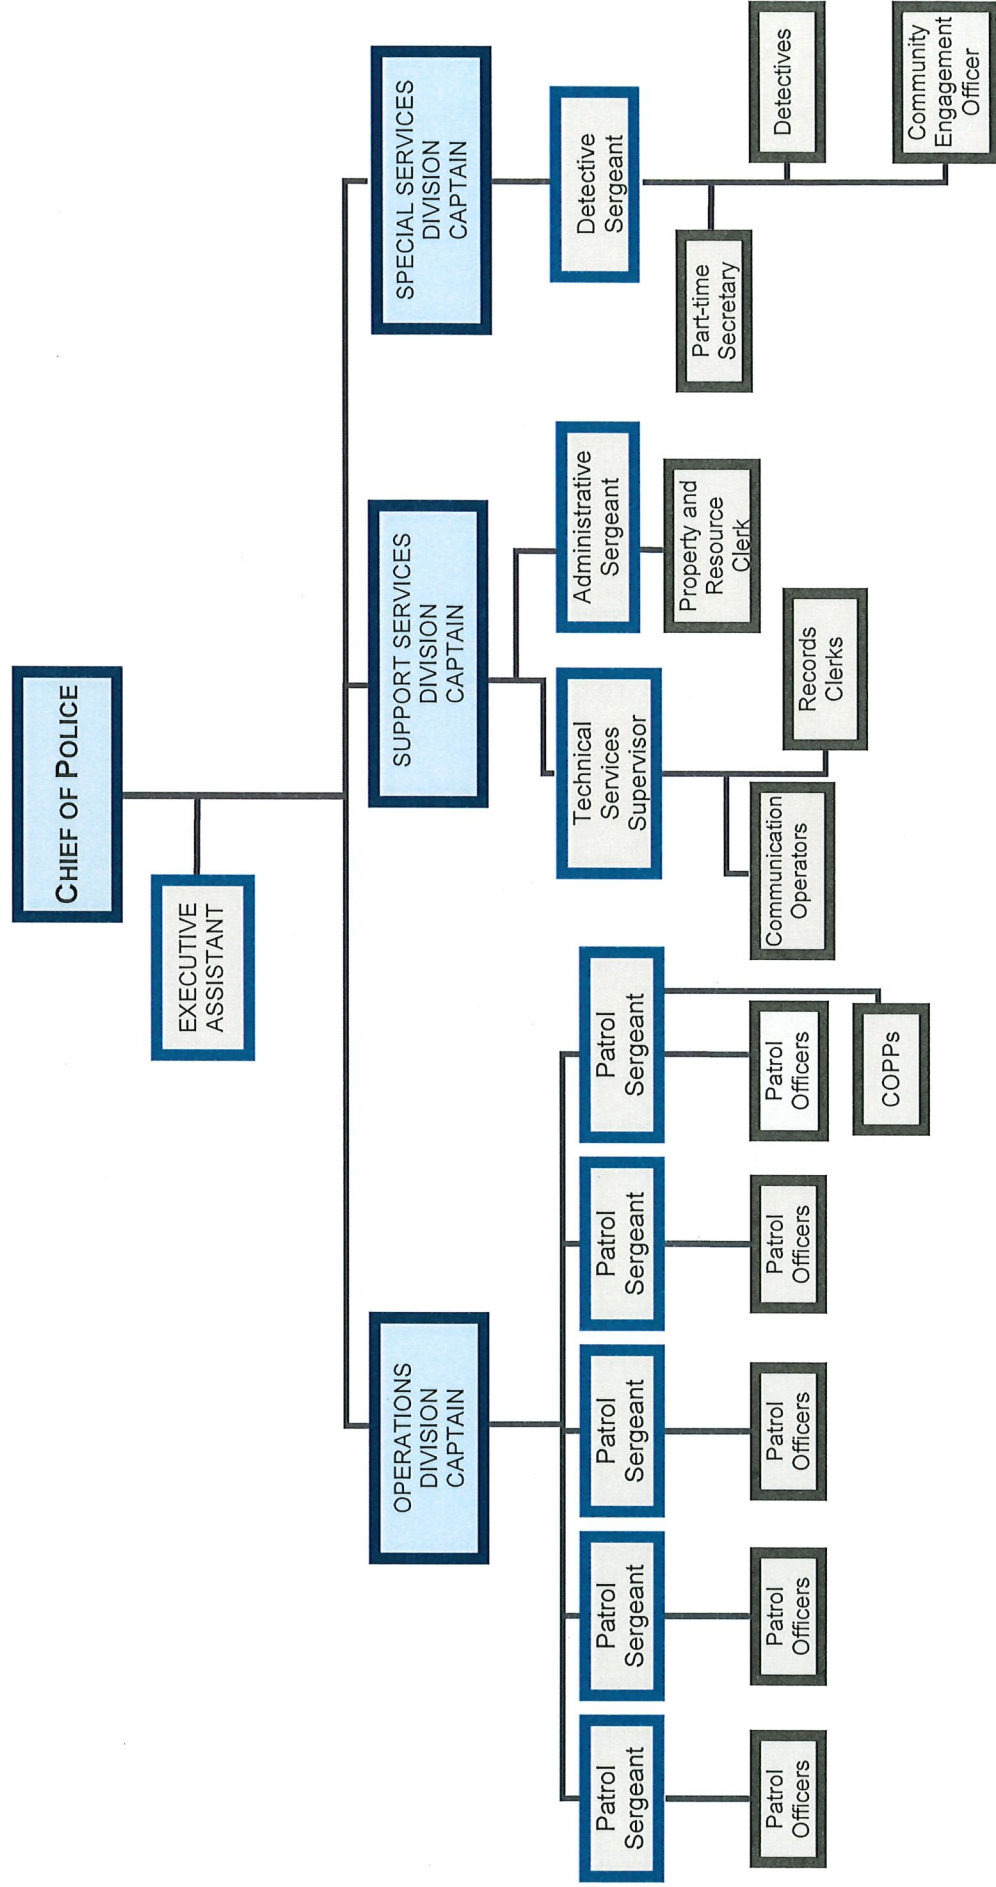 CHIEF OF POLICE
EXECUTIVE
ASSISTANT
OPERATIONS
DIVISION
CAPTAIN
SUPPORT SERVICES
DIVISION
CAPTAIN
SPECIAL SERVICES
DIVISION
CAPTAIN
Patrol
Sergeant
Patrol
Sergeant
Patrol
Sergeant
Patrol
Sergeant
Patrol
Sergeant
Technical
Services
Supervisor
Administrative
Sergeant
Detective
Sergeant
Patrol
Officers
Patrol
Officers
Patrol
Officers
Patrol
Officers
Patrol
Officers
COPPs
Communication
Operators
Records
Clerks
Property and
Resource
Clerk
Part-time
Secretary
Detectives
Community
Engagement
Officer